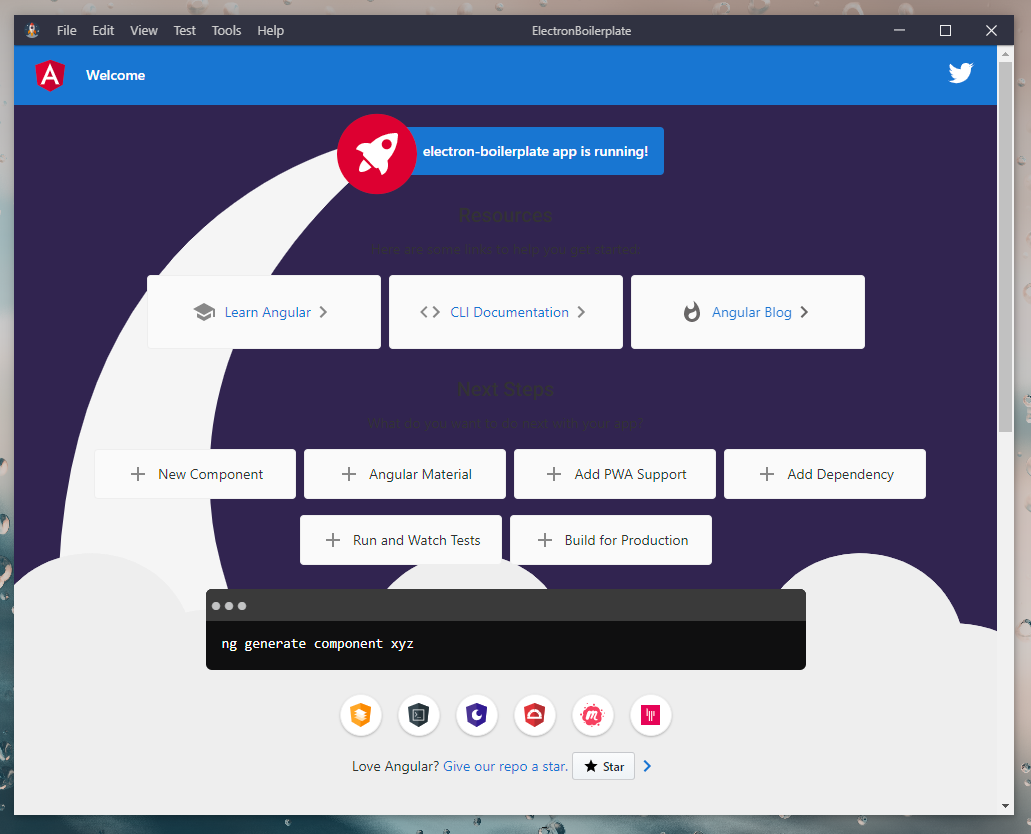 File Edit View Test Tools Help ElectronBoilerplate
Welcome
electron-boilerplate app is running!
Resources
Here are some links to help you get started:
Learn Angular CLI Documentation Angular Blog
Next Steps
What do you want to do next with your app?
New Component Angular Material Add PWA Support Add Dependency
Run and Watch Tests Build for Production
ng generate component xyz
Love Angular? Give our repo a star. Star